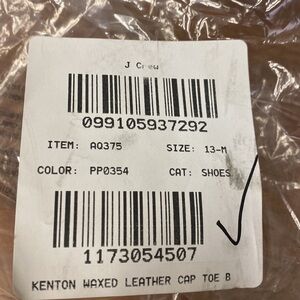 J Crew
099105937292
ITEM: AQ375 SIZE: 13-M
COLOR: PP0354 CAT: SHOES
1173054507
KENTON WAXED LEATHER CAP TOE B